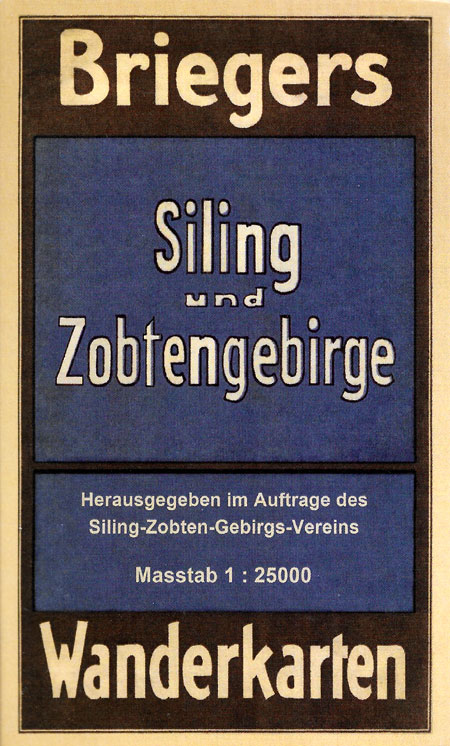 Briegers
Siling
und
Zobtengebirge
Herausgegeben im Auftrage des
Siling-Zobten-Gebirgs-Vereins
Masstab 1 : 25000
Wanderkarten